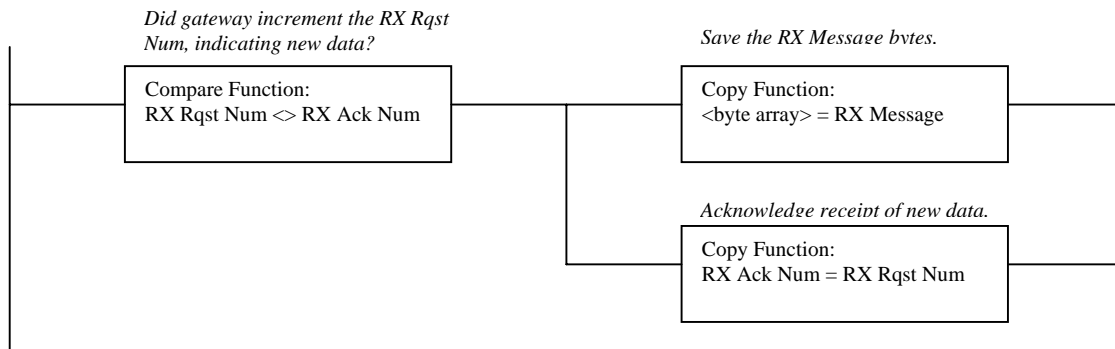 Did gateway increment the RX Rqst
Num, indicating new data?
Compare Function:
RX Rqst Num <> RX Ack Num
Save the RX Message bytes.
Copy Function:
<byte array> = RX Message
Acknowledge receipt of new data.
Copy Function:
RX Ack Num = RX Rqst Num